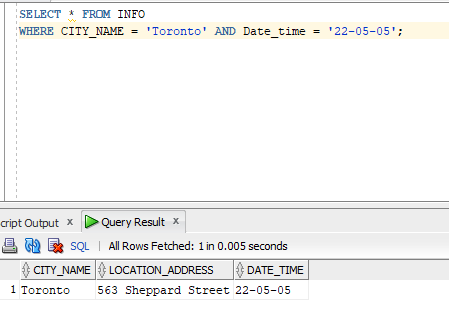 SELECT * FROM INFO
WHERE CITY_NAME = 'Toronto' AND Date_time = '22-05-05';
cript Output x Query Result x
SQL | All Rows Fetched: 1 in 0.005 seconds
CITY_NAME LOCATION_ADDRESS DATE_TIME
1 Toronto 563 Sheppard Street 22-05-05